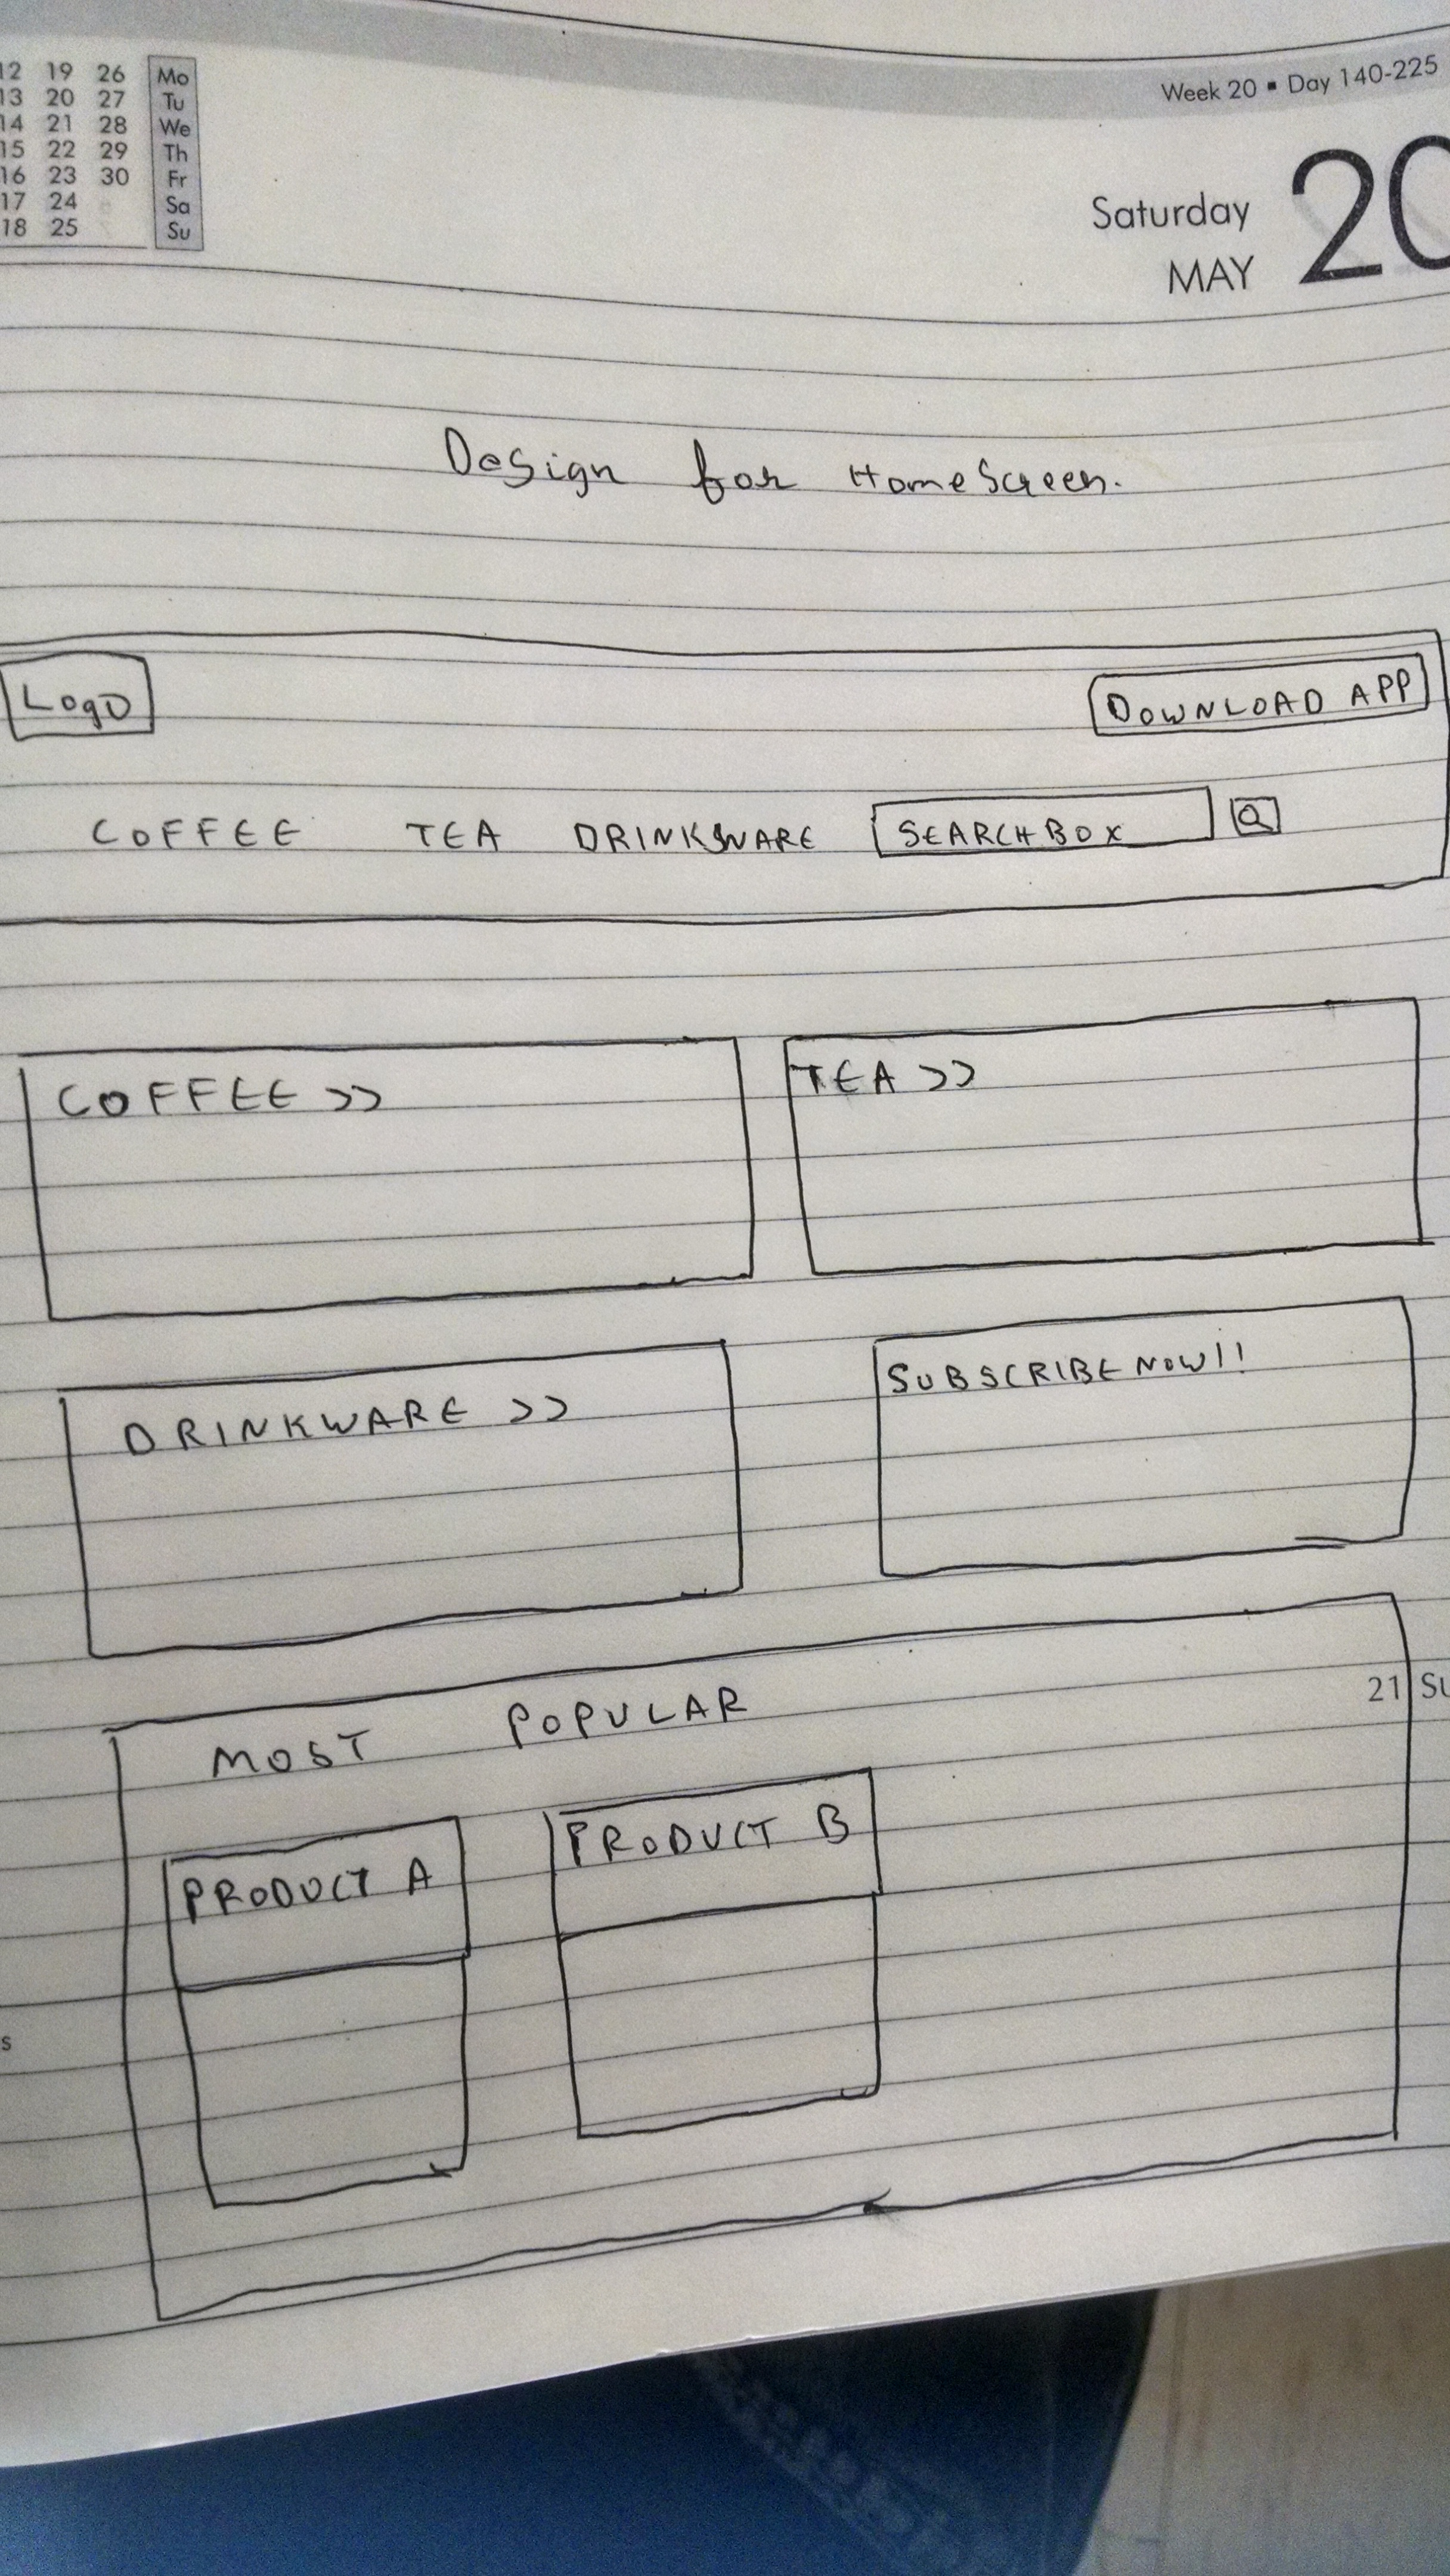 12 19 26 Mo
13 20 27 Tu
14 21 28 We
15 22 29 Th
16 23 30 Fr
17 24 Sa
18 25 Su
Week 20 ▪ Day 140-225
Saturday 20
MAY
Design for HomeScreen.
LOGO
DOWNLOAD APP
COFFEE TEA DRINKSWARE SEARCHBOX
COFFEE >> TEA >>
DRINKWARE >> SUBSCRIBE NOW!!
21 Su
MOST POPULAR
PRODUCT A PRODUCT B
s